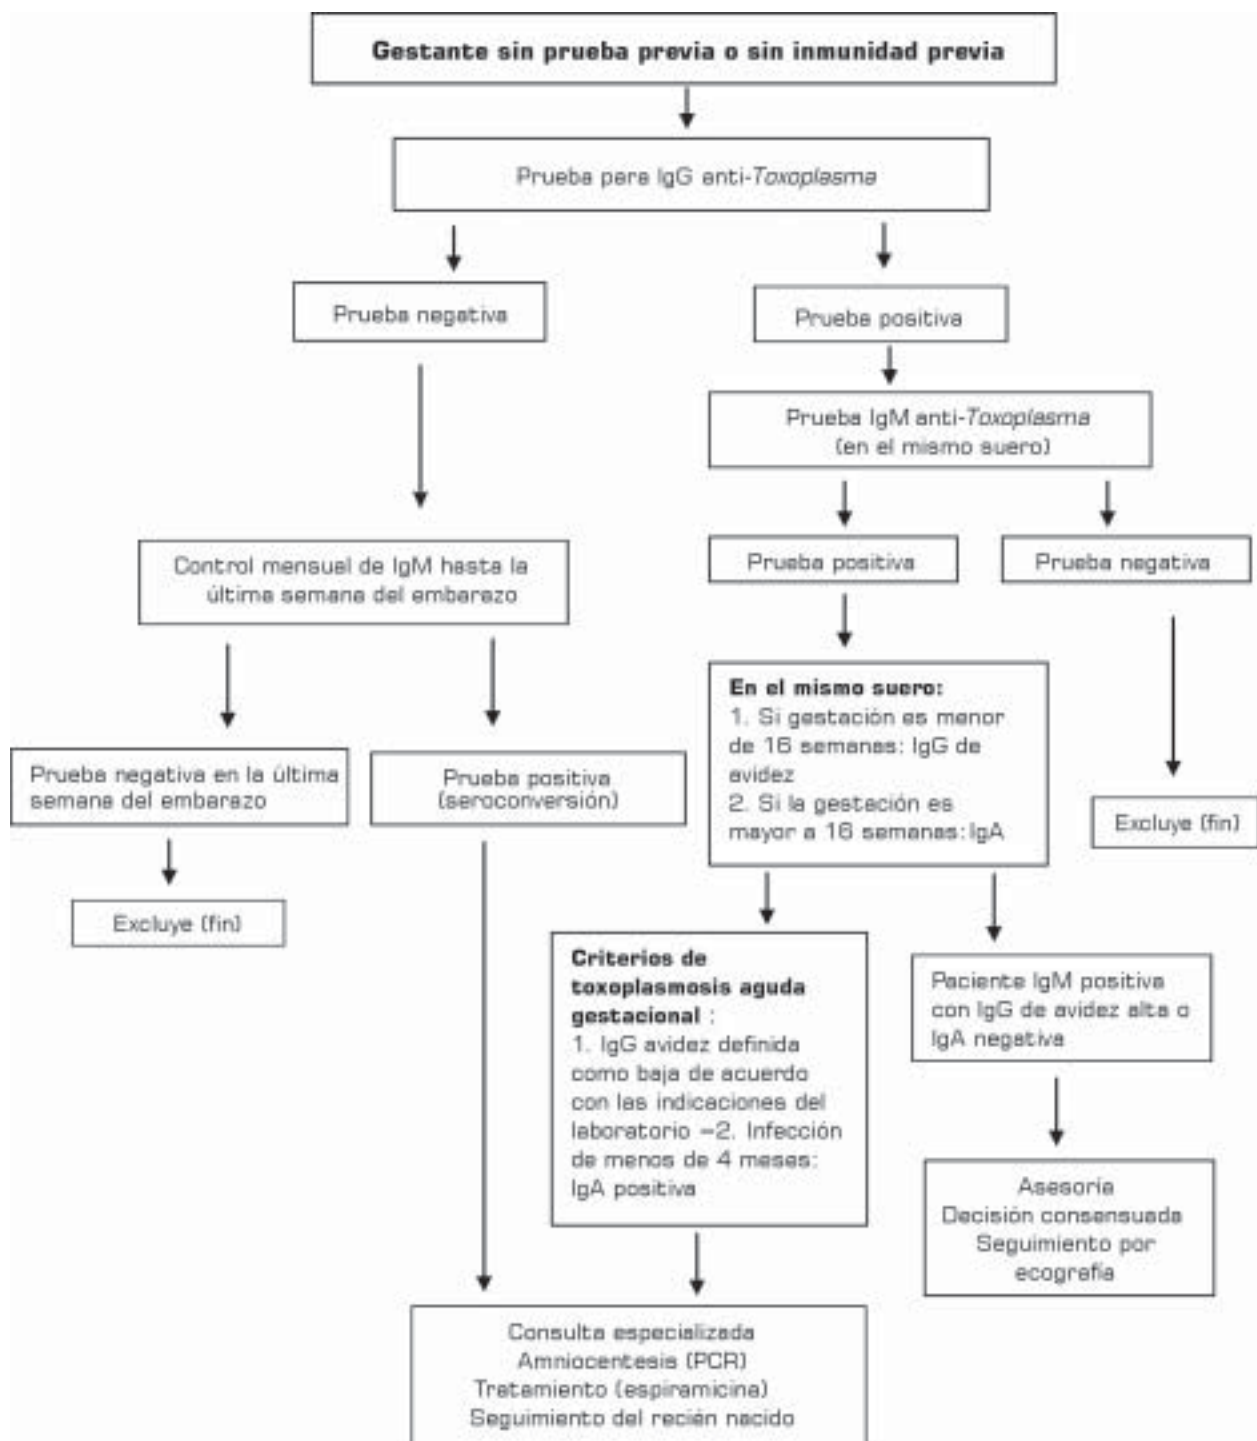 Gestante sin prueba previa o sin inmunidad previa
Prueba para IgG anti-Toxoplasma
Prueba negativa
Prueba positiva
Prueba IgM anti-Toxoplasma
(en el mismo suero)
Prueba positiva
Prueba negativa
Control mensual de IgM hasta la
última semana del embarazo
En el mismo suero:
1. Si gestación es menor
de 16 semanas: IgG de
avidez
2. Si la gestación es
mayor a 16 semanas: IgA
Prueba negativa en la última
semana del embarazo
Prueba positiva
(seroconversión)
Excluye (fin)
Excluye (fin)
Criterios de
toxoplasmosis aguda
gestacional :
1. IgG avidez definida
como baja de acuerdo
con las indicaciones del
laboratorio –2. Infección
de menos de 4 meses:
IgA positiva
Paciente IgM positiva
con IgG de avidez alta o
IgA negativa
Asesoría
Decisión consensuada
Seguimiento por
ecografía
Consulta especializada
Amniocentesis (PCR)
Tratamiento (espiramicina)
Seguimiento del recién nacido